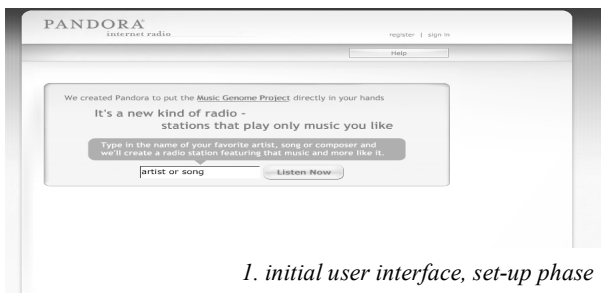 PANDORA®
internet radio
register | sign in
Help
We created Pandora to put the Music Genome Project directly in your hands
It's a new kind of radio -
stations that play only music you like
Type in the name of your favorite artist, song or composer and
we'll create a radio station featuring that music and more like it.
artist or song
Listen Now
1. initial user interface, set-up phase